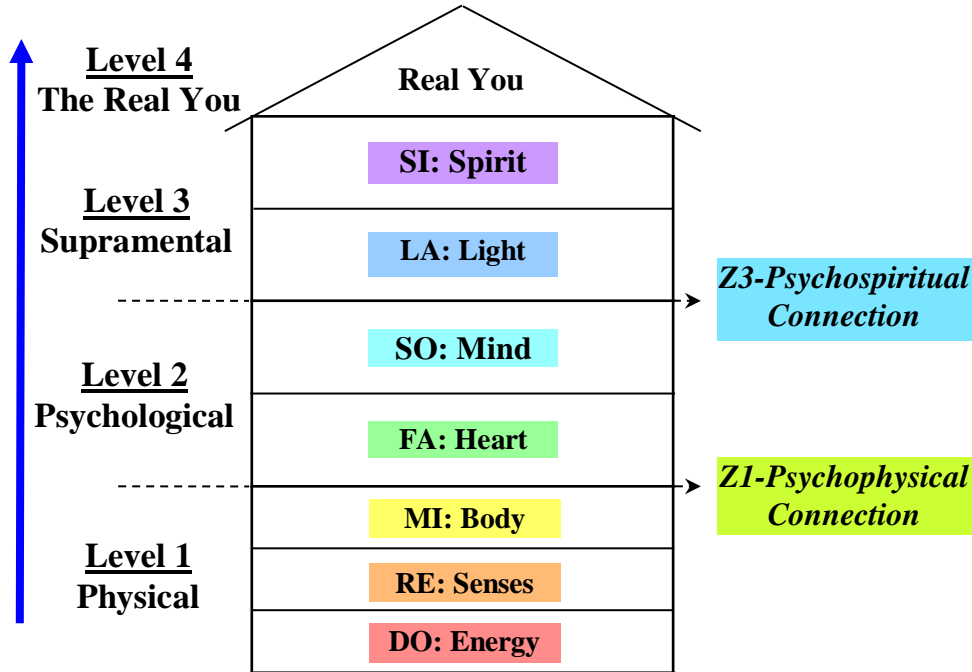 Level 4
The Real You
Real You
SI: Spirit
Level 3
Supramental
LA: Light
Z3-Psychospiritual
Connection
SO: Mind
Level 2
Psychological
FA: Heart
Z1-Psychophysical
Connection
MI: Body
Level 1
Physical
RE: Senses
DO: Energy